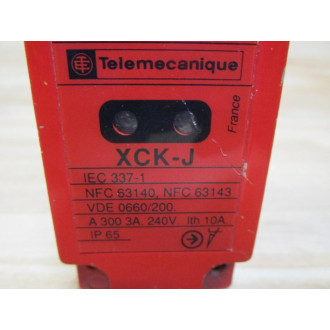 Telemecanique
France
XCK-J
IEC 337-1
NFC 53140, NFC 63143
VDE 0660/200.
A 300 3A. 240V. Ith 10A.
IP 65